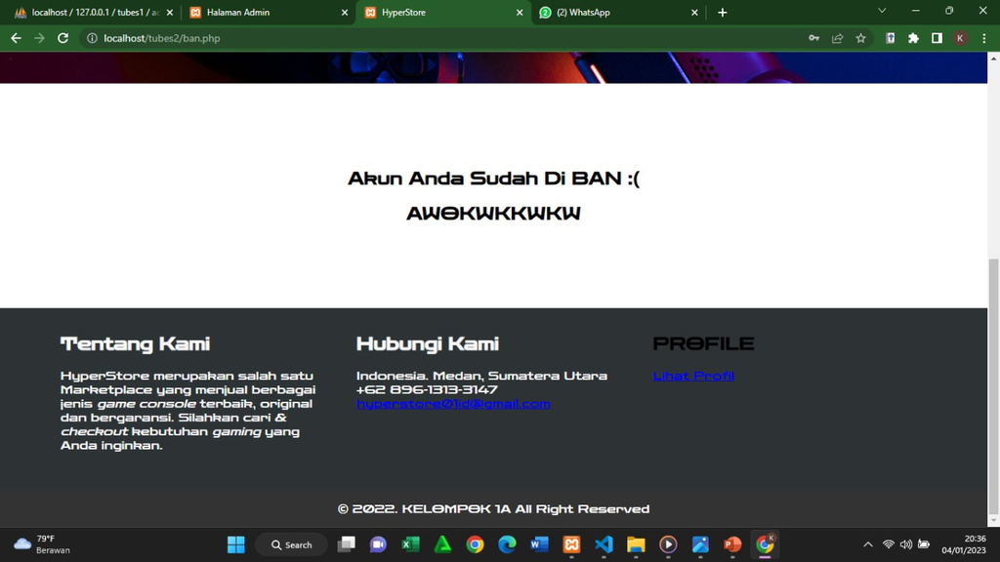 localhost / 127.0.0.1 / tubes1 / ac
Halaman Admin
HyperStore
(2) WhatsApp
localhost/tubes2/ban.php
K
Akun Anda Sudah Di BAN :(
AWOKWKKWKW
Tentang Kami
HyperStore merupakan salah satu
Marketplace yang menjual berbagai
jenis game console terbaik, original
dan bergaransi. Silahkan cari &
checkout kebutuhan gaming yang
Anda inginkan.
Hubungi Kami
Indonesia. Medan, Sumatera Utara
+62 896-1313-3147
hyperstore01id@gmail.com
PROFILE
Lihat Profil
© 2022. KELOMPOK 1A All Right Reserved
79°F
Berawan
Search
20:36
04/01/2023